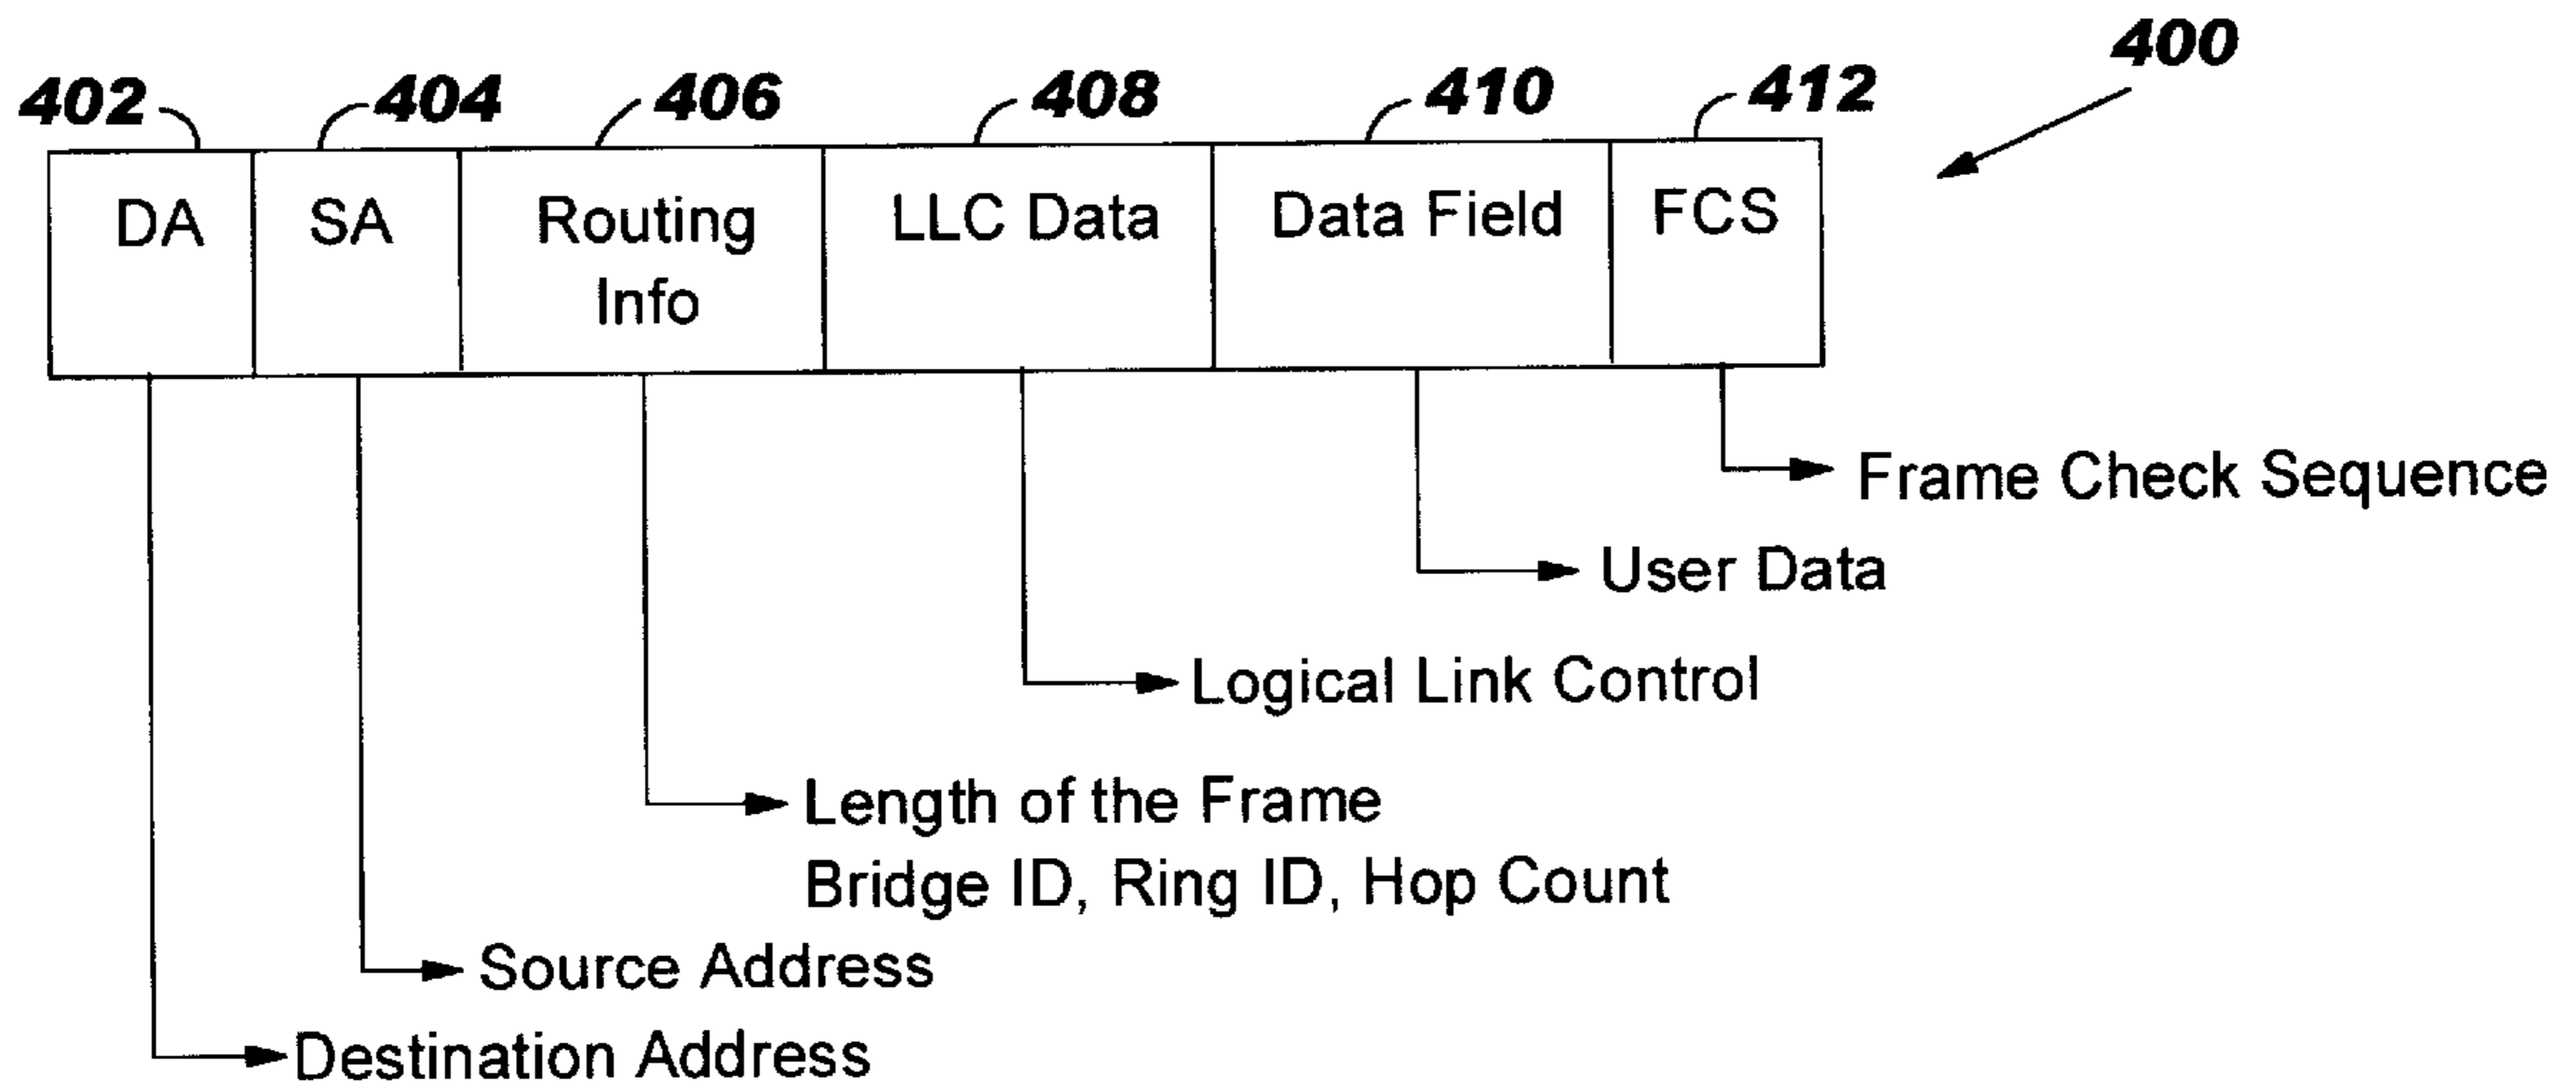 400
402 404 406 408 410 412
DA SA Routing LLC Data Data Field FCS
Info
Frame Check Sequence
User Data
Logical Link Control
Length of the Frame
Bridge ID, Ring ID, Hop Count
Source Address
Destination Address